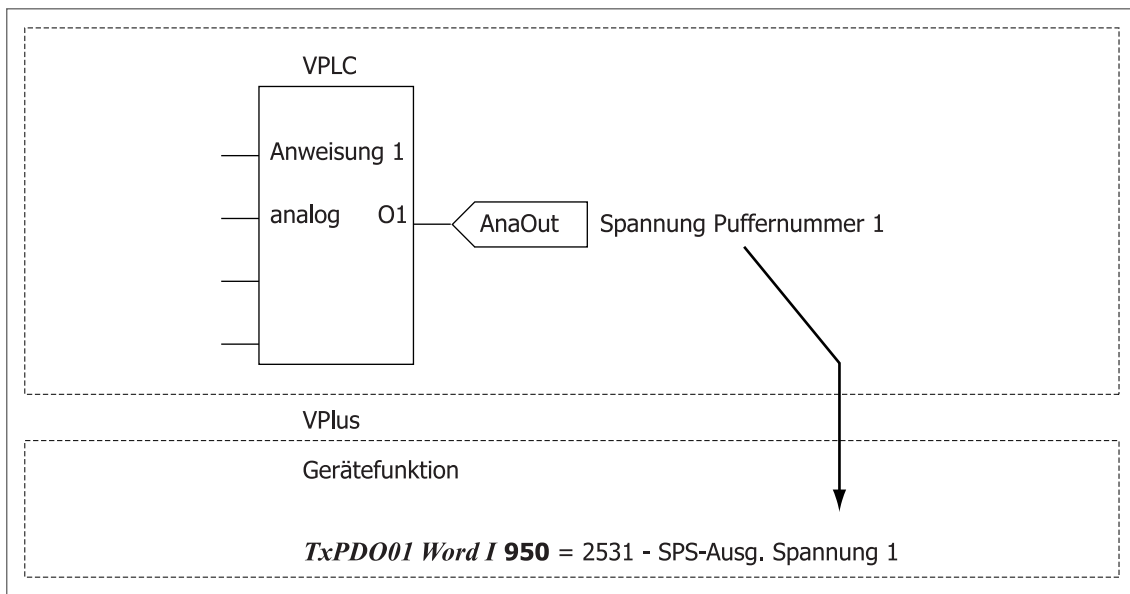 VPLC
Anweisung 1
analog O1
AnaOut Spannung Puffernummer 1
VPlus
Gerätefunktion
TxPDO01 Word I 950 = 2531 - SPS-Ausg. Spannung 1